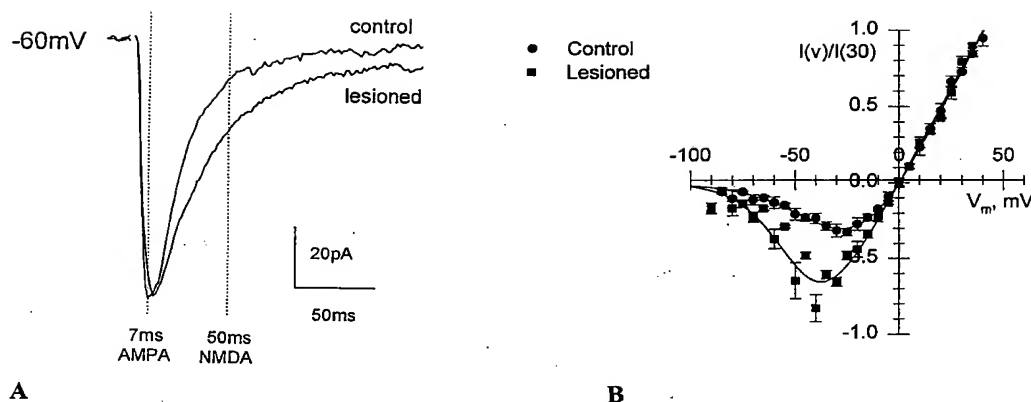 -60mV
control
lesioned
20pA
50ms
7ms
AMPA
50ms
NMDA
A
Control
Lesioned
I(v)/I(30)
1.0
0.5
-100
-50
0
50
0.0
Vm, mV
-0.5
-1.0
B